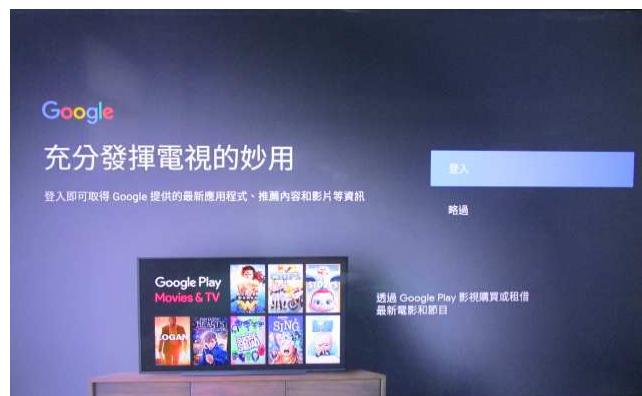 Google
充分發揮電視的妙用
登入即可取得 Google 提供的最新應用程式、推薦內容和影片等資訊
登入
略過
Google Play
Movies & TV
透過 Google Play 影視購買或租借
最新電影和節目
LOGAN
BEASTS
SING
STORKS